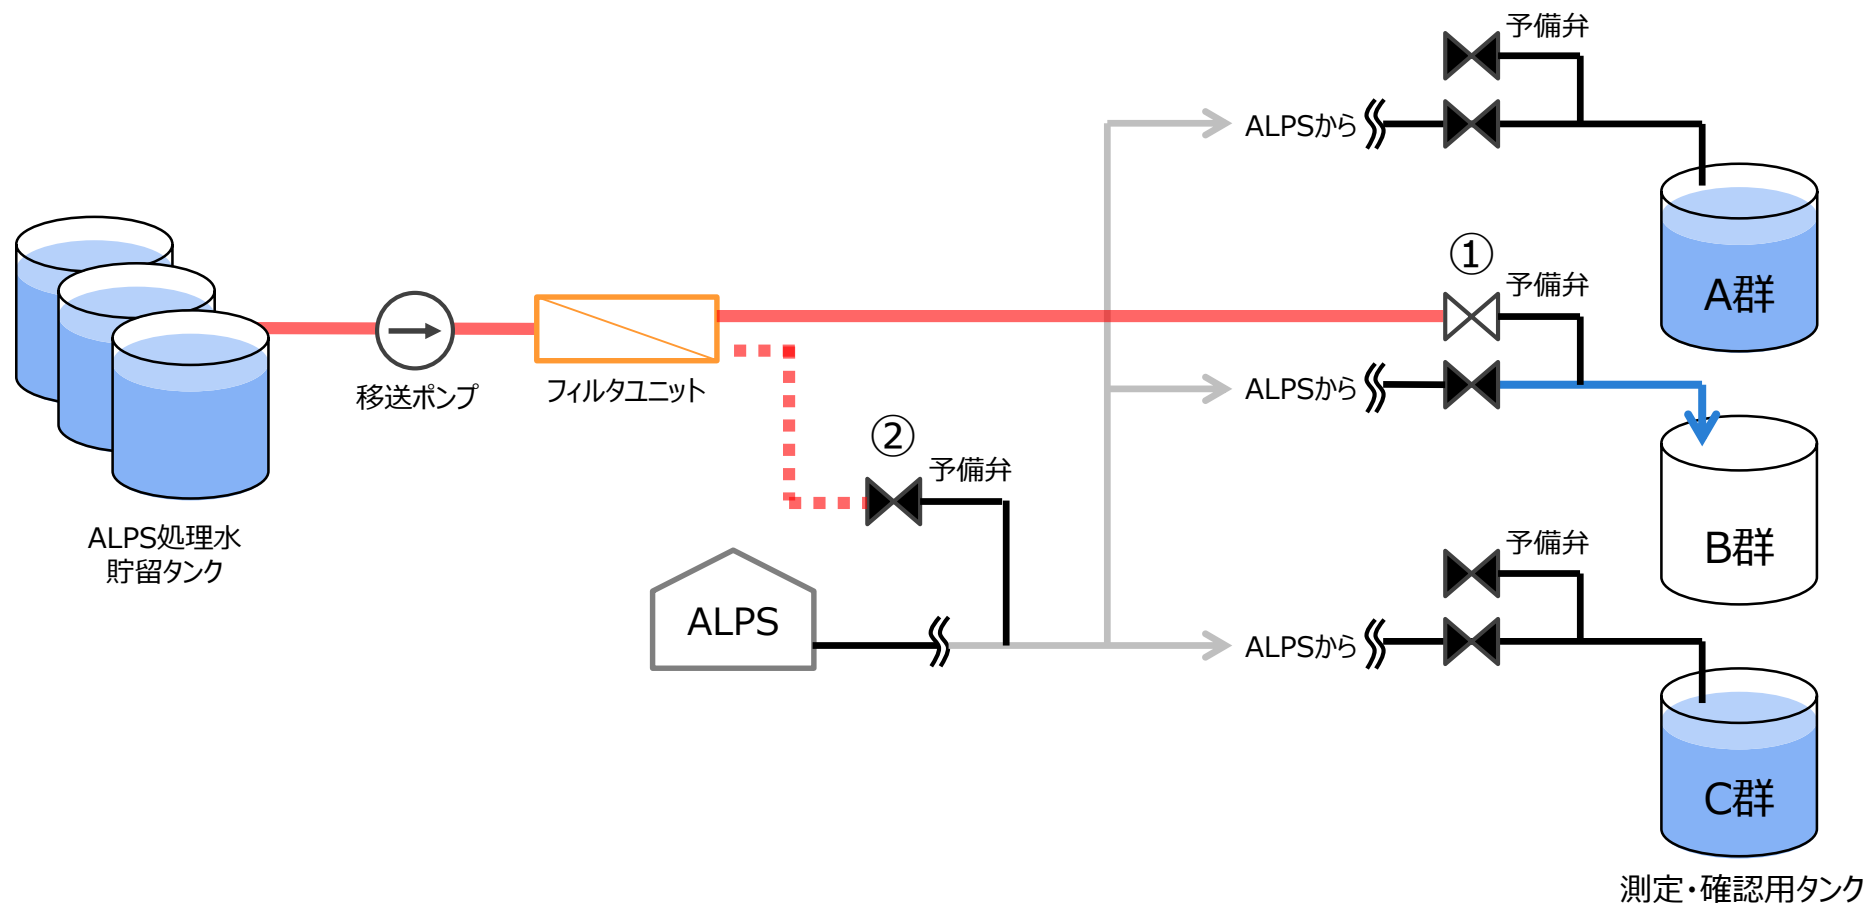 予備弁
ALPSから
A群
①
予備弁
移送ポンプ
フィルタユニット
ALPSから
②
予備弁
ALPS処理水
貯留タンク
B群
予備弁
ALPS
ALPSから
C群
測定・確認用タンク